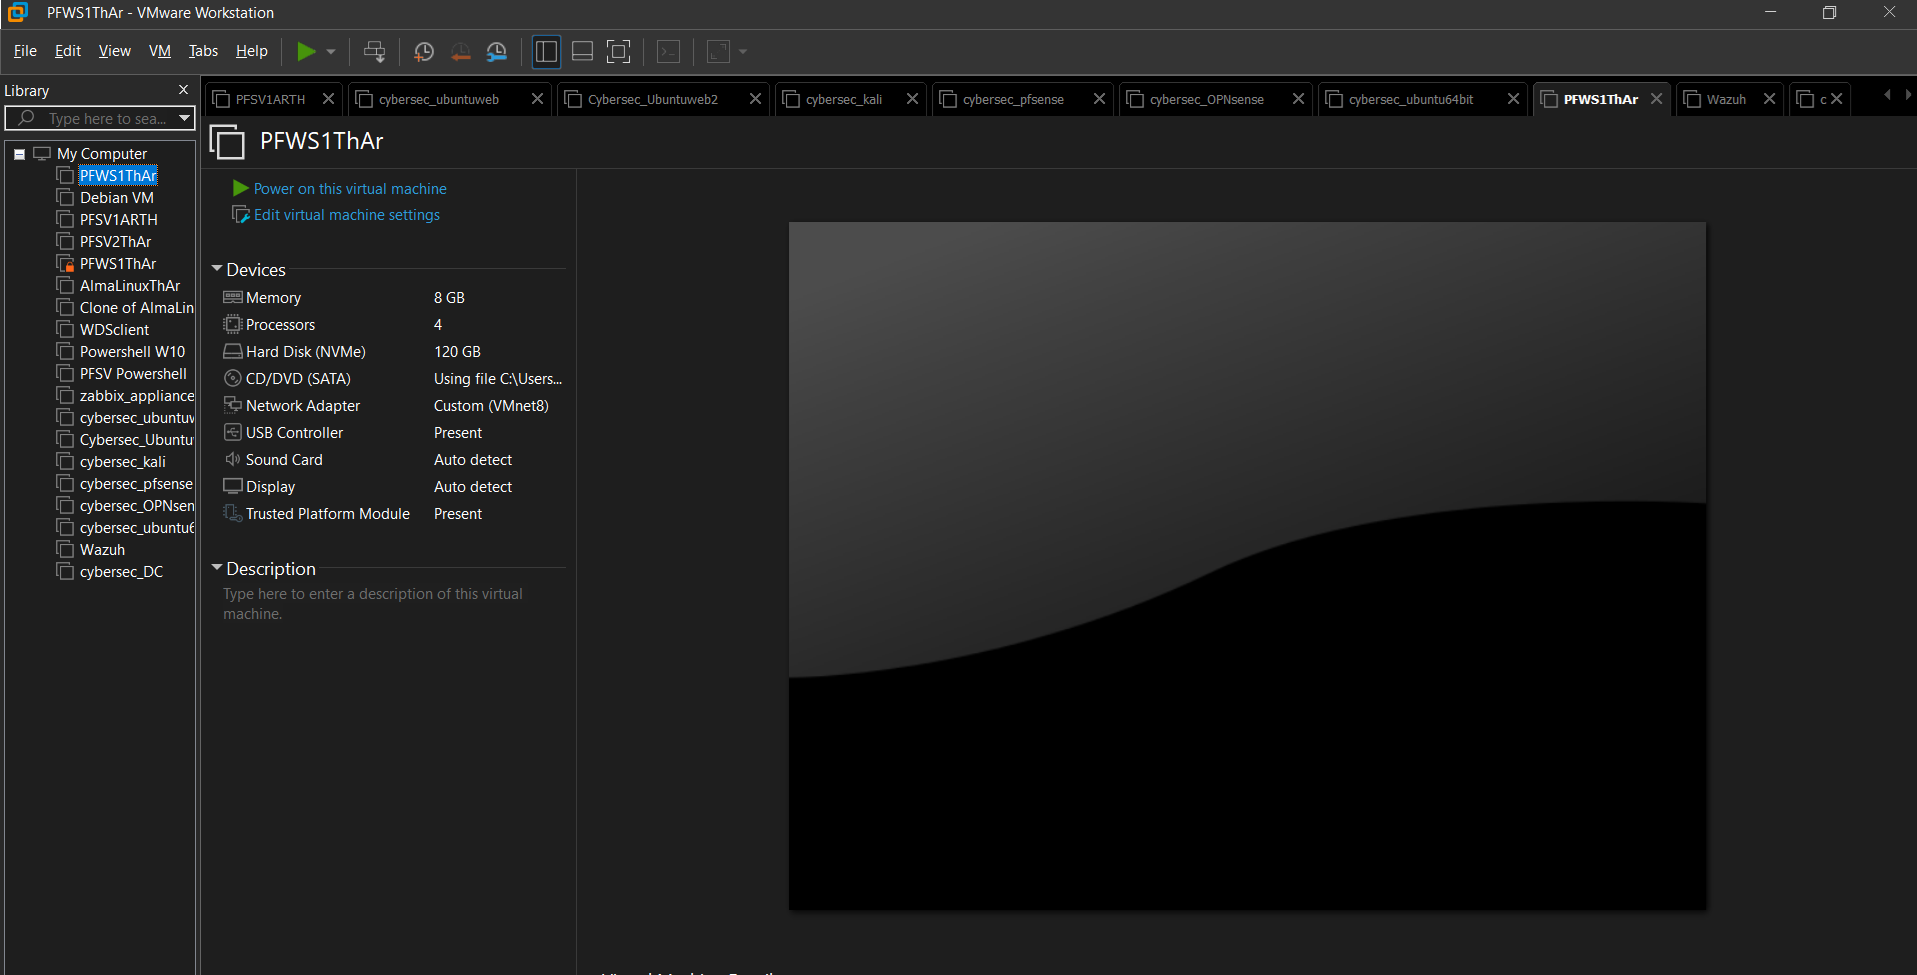 PFWS1ThAr - VMware Workstation
File Edit View VM Tabs Help
Library
Type here to sea...
My Computer
PFWS1ThAr
Debian VM
PFSV1ARTH
PFSV2ThAr
PFWS1ThAr
AlmaLinuxThAr
Clone of AlmaLin
WDSclient
Powershell W10
PFSV Powershell
zabbix_appliance
cybersec_ubuntuw
Cybersec_Ubuntu
cybersec_kali
cybersec_pfsense
cybersec_OPNsen
cybersec_ubuntu6
Wazuh
cybersec_DC
PFSV1ARTH cybersec_ubuntuweb Cybersec_Ubuntuweb2 cybersec_kali cybersec_pfsense cybersec_OPNsense cybersec_ubuntu64bit PFWS1ThAr Wazuh c
PFWS1ThAr
Power on this virtual machine
Edit virtual machine settings
Devices
Memory 8 GB
Processors 4
Hard Disk (NVMe) 120 GB
CD/DVD (SATA) Using file C:\Users...
Network Adapter Custom (VMnet8)
USB Controller Present
Sound Card Auto detect
Display Auto detect
Trusted Platform Module Present
Description
Type here to enter a description of this virtual
machine.